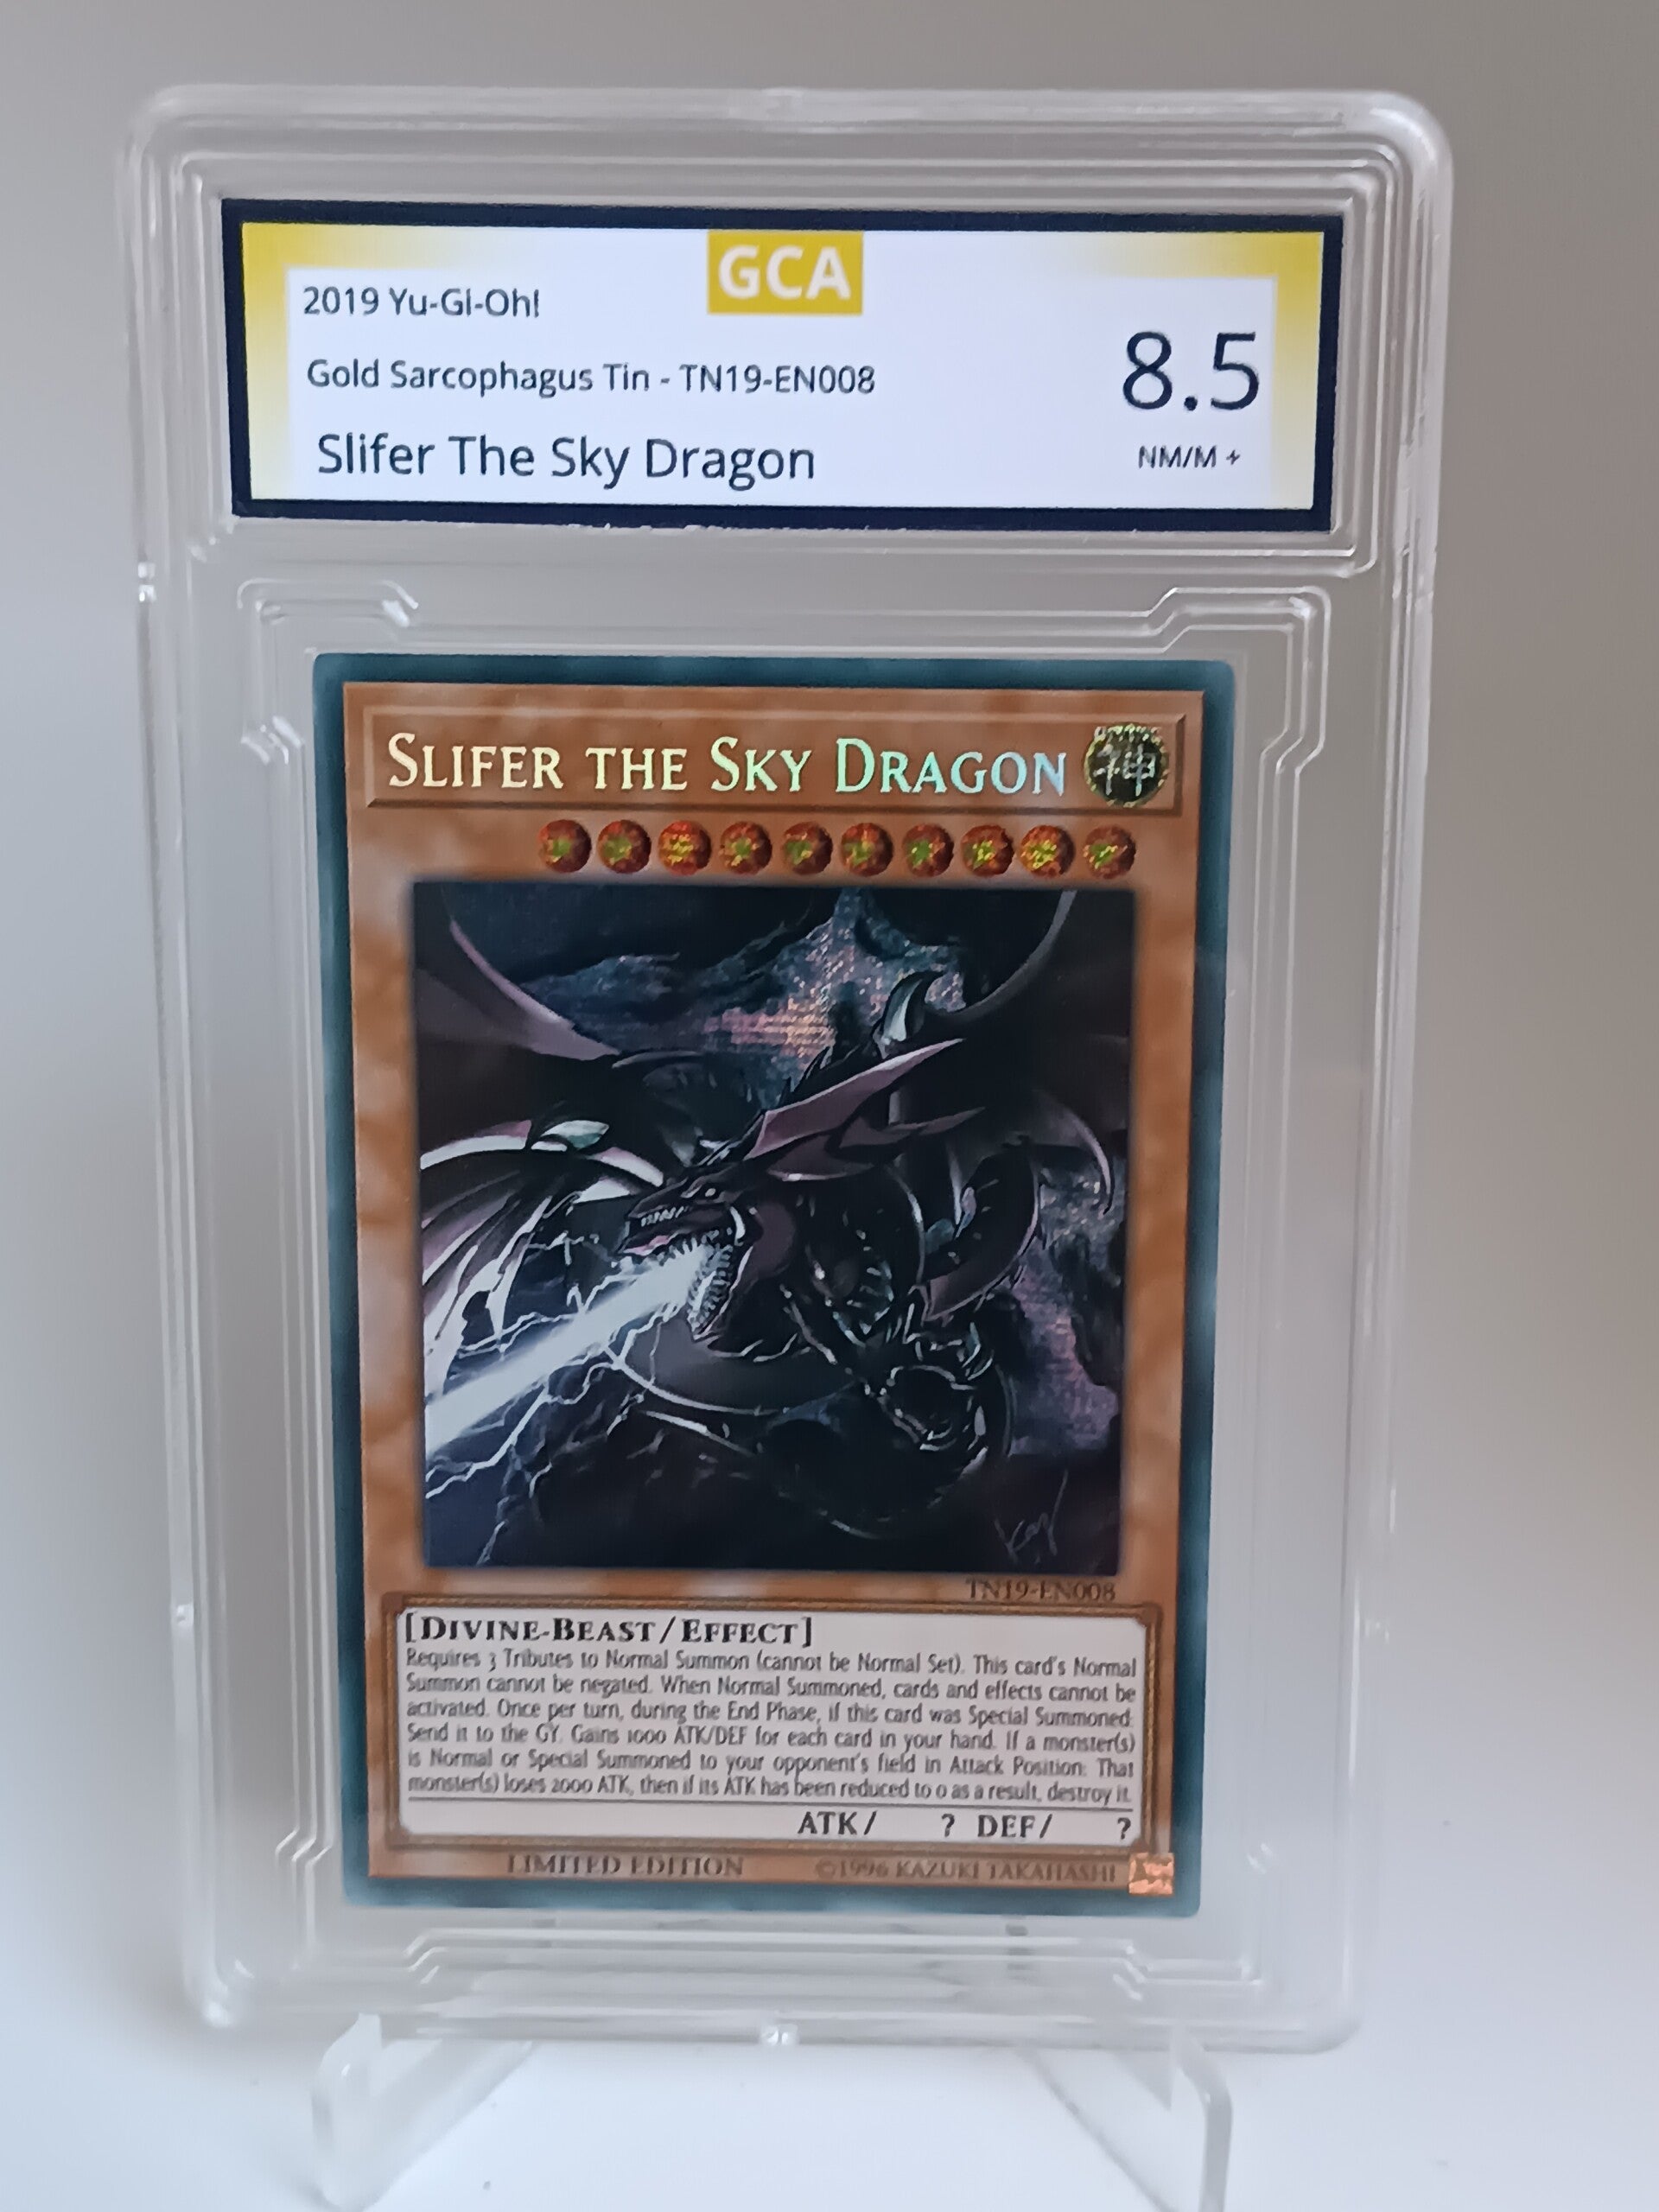 GCA
2019 Yu-Gi-Oh!
Gold Sarcophagus Tin - TN19-EN008
8.5
Slifer The Sky Dragon
NM/M +
SLIFER THE SKY DRAGON
神
Kaz
TN19-EN008
[DIVINE-BEAST/EFFECT]
Requires 3 Tributes to Normal Summon (cannot be Normal Set). This card's Normal
Summon cannot be negated. When Normal Summoned, cards and effects cannot be
activated. Once per turn, during the End Phase, if this card was Special Summoned:
Send it to the GY. Gains 1000 ATK/DEF for each card in your hand. If a monster(s)
is Normal or Special Summoned to your opponent's field in Attack Position: That
monster(s) loses 2000 ATK, then if its ATK has been reduced to 0 as a result, destroy it.
ATK/ ? DEF/ ?
LIMITED EDITION ©1996 KAZUKI TAKAHASHI